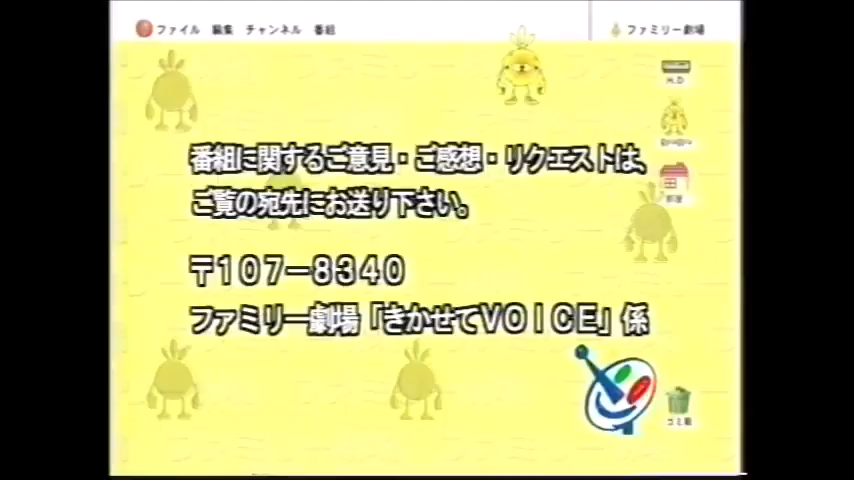 ファイル 編集 チャンネル 番組
ファミリー劇場
H.D
番組に関するご意見・ご感想・リクエストは、
ご覧の宛先にお送り下さい。
〒107-8340
ファミリー劇場「きかせてVOICE」係
部屋
ゴミ箱